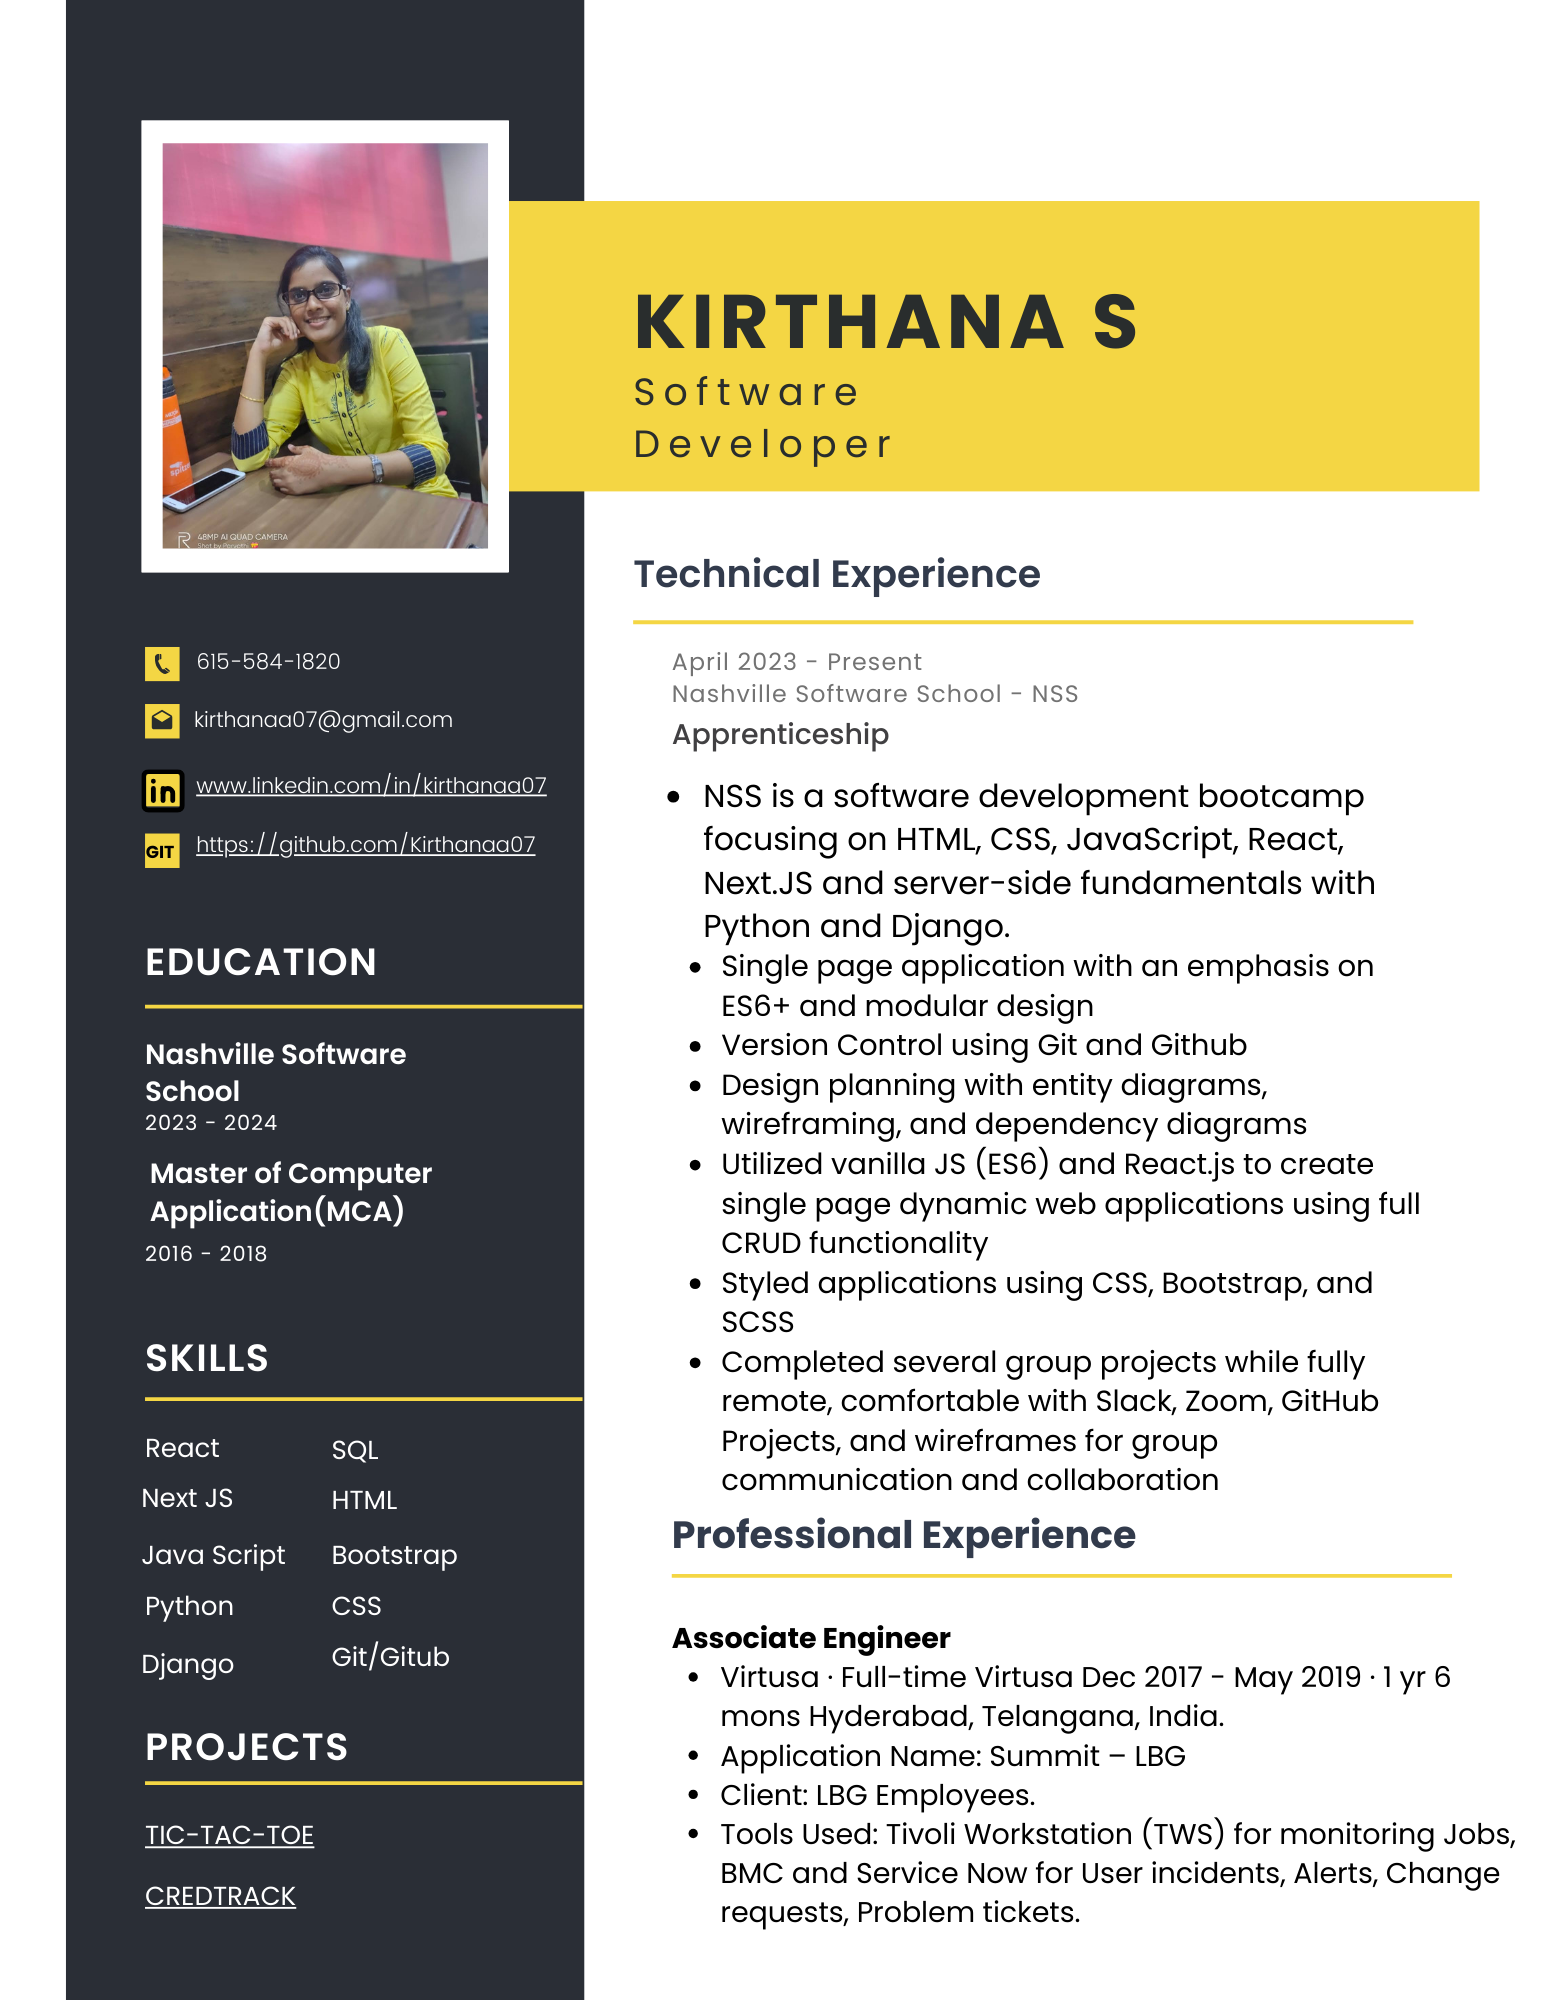 KIRTHANA S
Software
Developer
spizn
48MP AI QUAD CAMERA
615-584-1820
kirthanaa07@gmail.com
in
www.linkedin.com/in/kirthanaa07
GIT
https://github.com/Kirthanaa07
EDUCATION
Nashville Software
School
2023 - 2024
Master of Computer
Application(MCA)
2016 - 2018
SKILLS
React
Next JS
Java Script
Python
Django
SQL
HTML
Bootstrap
CSS
Git/Gitub
PROJECTS
TIC-TAC-TOE
CREDTRACK
Technical Experience
April 2023 - Present
Nashville Software School - NSS
Apprenticeship
• NSS is a software development bootcamp
focusing on HTML, CSS, JavaScript, React,
Next.JS and server-side fundamentals with
Python and Django.
• Single page application with an emphasis on
ES6+ and modular design
• Version Control using Git and Github
• Design planning with entity diagrams,
wireframing, and dependency diagrams
• Utilized vanilla JS (ES6) and React.js to create
single page dynamic web applications using full
CRUD functionality
• Styled applications using CSS, Bootstrap, and
SCSS
• Completed several group projects while fully
remote, comfortable with Slack, Zoom, GitHub
Projects, and wireframes for group
communication and collaboration
Professional Experience
Associate Engineer
• Virtusa · Full-time Virtusa Dec 2017 - May 2019 · 1 yr 6
mons Hyderabad, Telangana, India.
• Application Name: Summit – LBG
• Client: LBG Employees.
• Tools Used: Tivoli Workstation (TWS) for monitoring Jobs,
BMC and Service Now for User incidents, Alerts, Change
requests, Problem tickets.